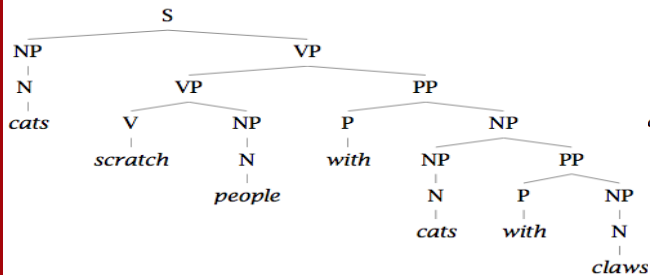 S
NP VP
N VP PP
cats V NP P NP
scratch N with NP PP
people N P NP
cats with N
claws